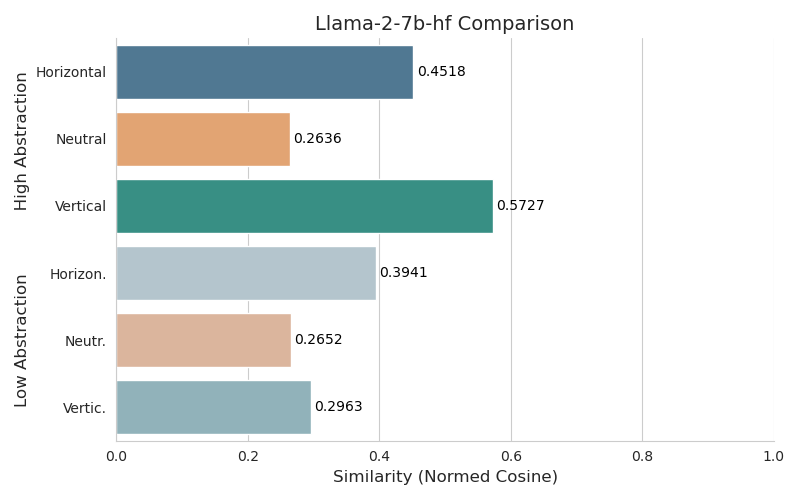 Llama-2-7b-hf Comparison
High Abstraction
Horizontal 0.4518
Neutral 0.2636
Vertical 0.5727
Low Abstraction
Horizon. 0.3941
Neutr. 0.2652
Vertic. 0.2963
0.0 0.2 0.4 0.6 0.8 1.0
Similarity (Normed Cosine)